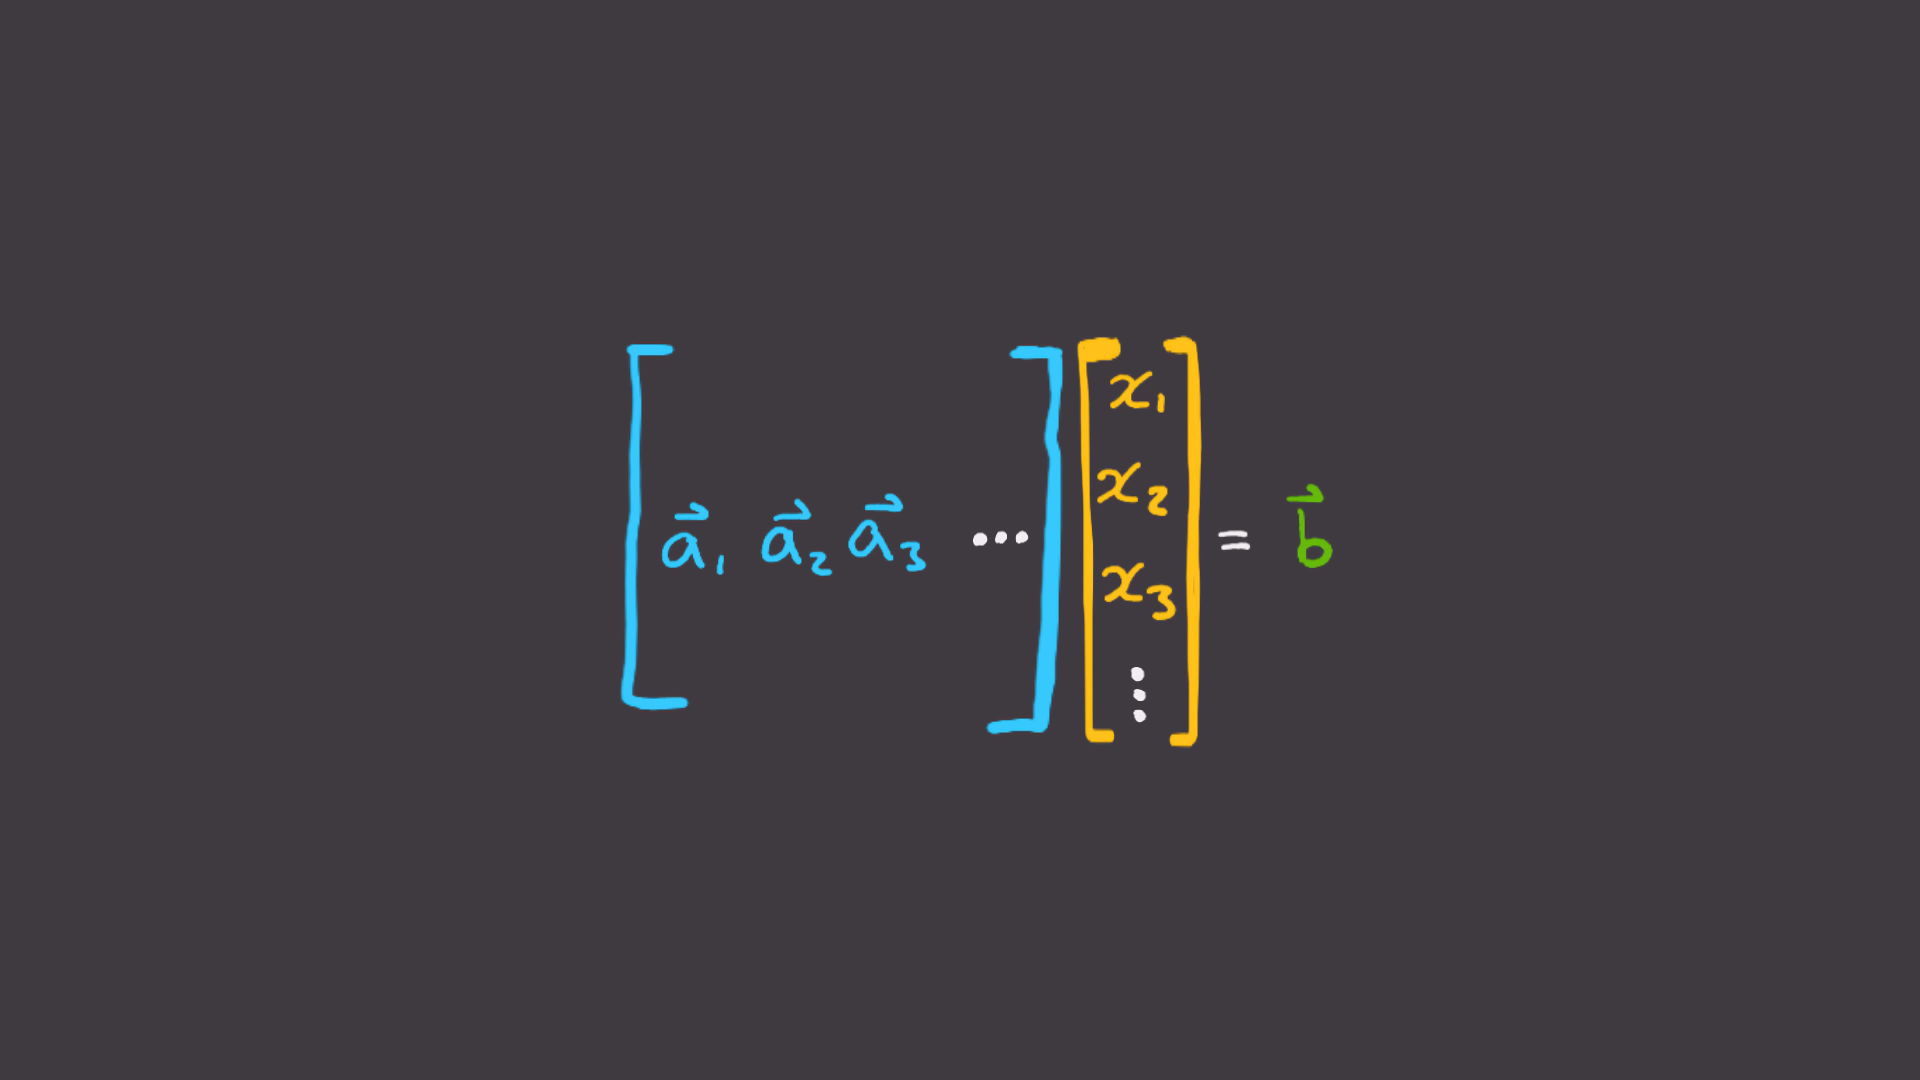 [a⃗₁ a⃗₂ a⃗₃ ⋯] [x₁ x₂ x₃ ⋮] = b⃗